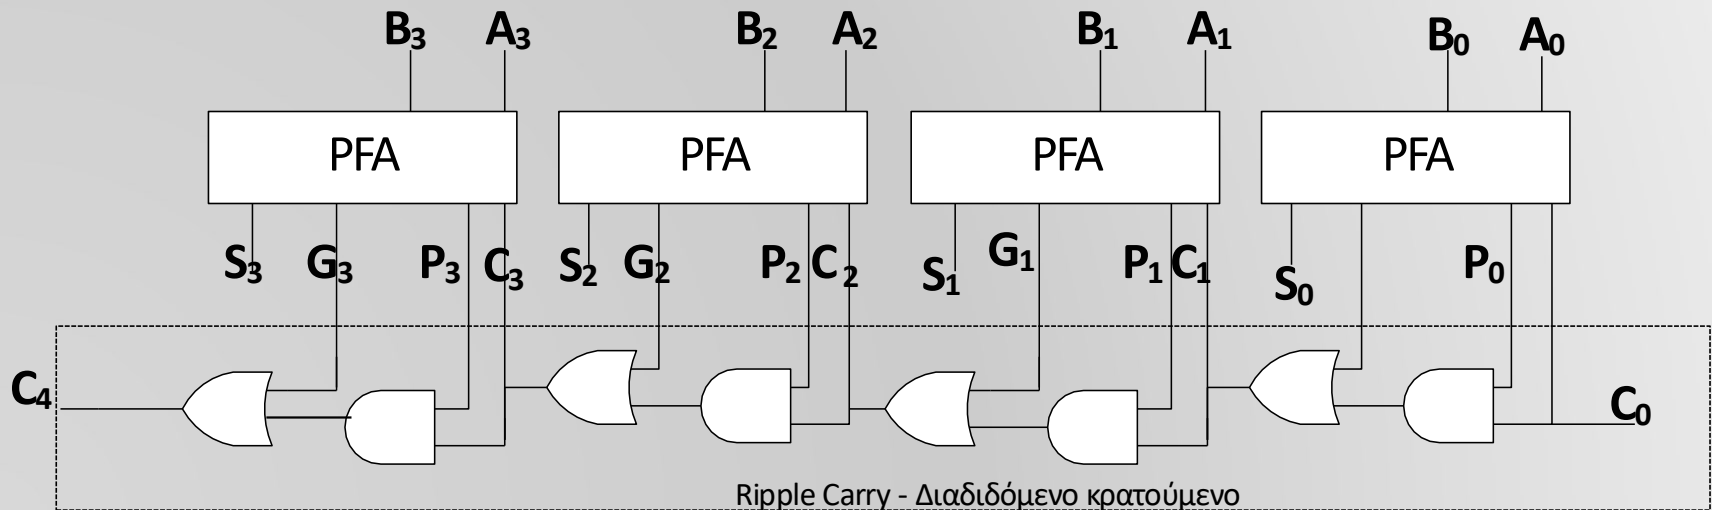 B3 A3 B2 A2 B1 A1 B0 A0
PFA PFA PFA PFA
S3 G3 P3 C3 S2 G2 P2 C2 S1 G1 P1 C1 S0 P0
C4 C0
Ripple Carry - Διαδιδόμενο κρατούμενο